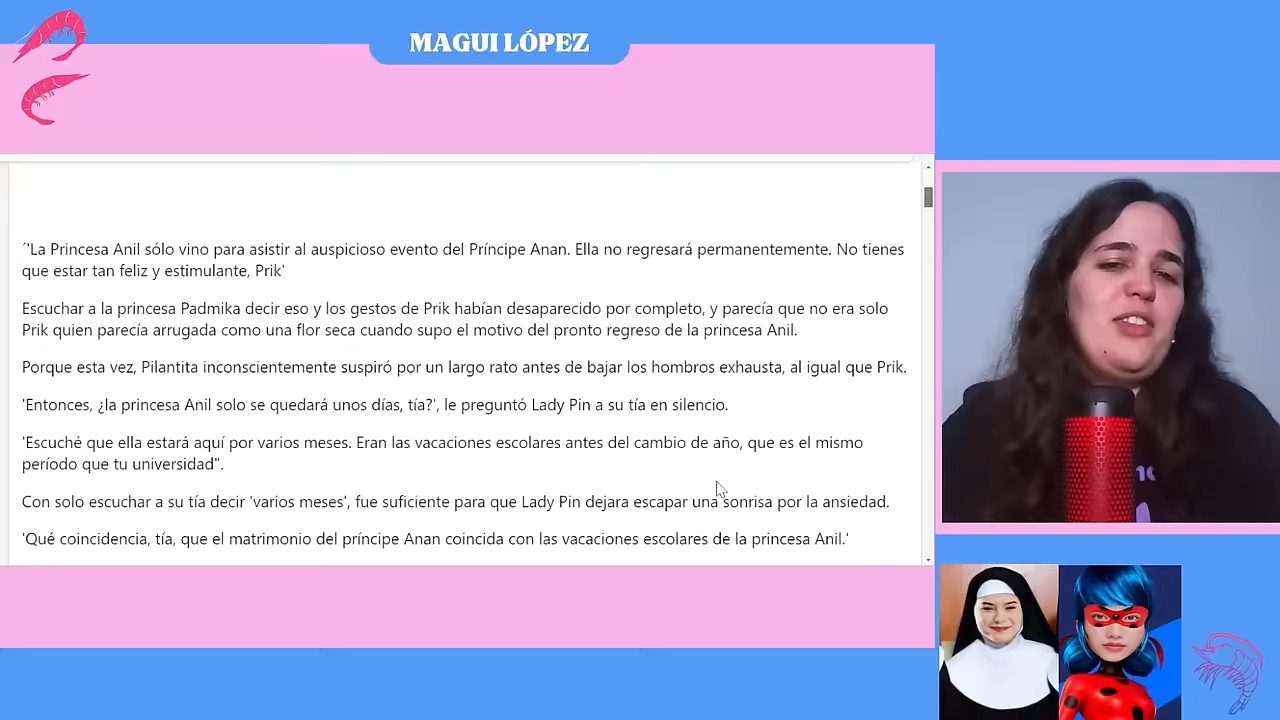 MAGUI LÓPEZ
´'La Princesa Anil sólo vino para asistir al auspicioso evento del Príncipe Anan. Ella no regresará permanentemente. No tienes
que estar tan feliz y estimulante, Prik'
Escuchar a la princesa Padmika decir eso y los gestos de Prik habían desaparecido por completo, y parecía que no era solo
Prik quien parecía arrugada como una flor seca cuando supo el motivo del pronto regreso de la princesa Anil.
Porque esta vez, Pilantita inconscientemente suspiró por un largo rato antes de bajar los hombros exhausta, al igual que Prik.
'Entonces, ¿la princesa Anil solo se quedará unos días, tía?', le preguntó Lady Pin a su tía en silencio.
'Escuché que ella estará aquí por varios meses. Eran las vacaciones escolares antes del cambio de año, que es el mismo
período que tu universidad".
Con solo escuchar a su tía decir 'varios meses', fue suficiente para que Lady Pin dejara escapar una sonrisa por la ansiedad.
'Qué coincidencia, tía, que el matrimonio del príncipe Anan coincida con las vacaciones escolares de la princesa Anil.'